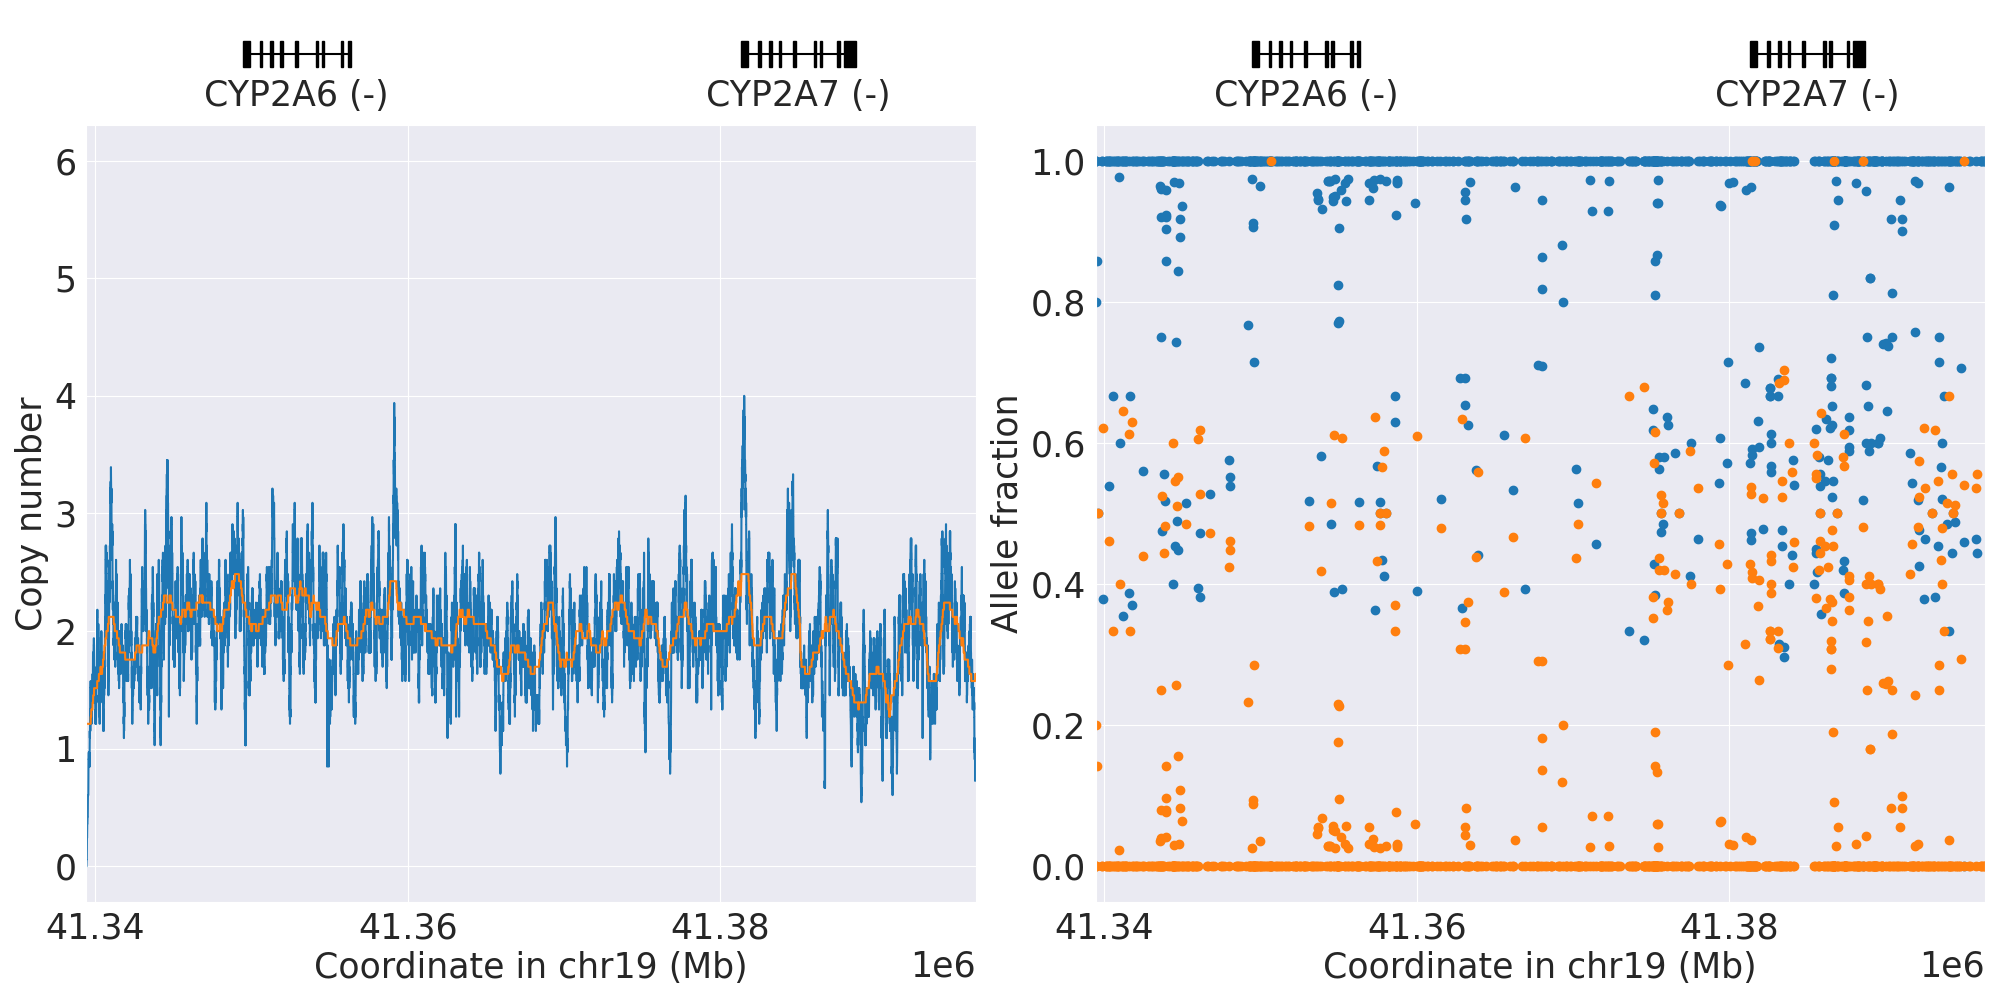 CYP2A6 (-)
CYP2A7 (-)
Copy number
6
5
4
3
2
1
0
41.34
41.36
41.38
Coordinate in chr19 (Mb)
1e6
CYP2A6 (-)
CYP2A7 (-)
Allele fraction
1.0
0.8
0.6
0.4
0.2
0.0
41.34
41.36
41.38
Coordinate in chr19 (Mb)
1e6